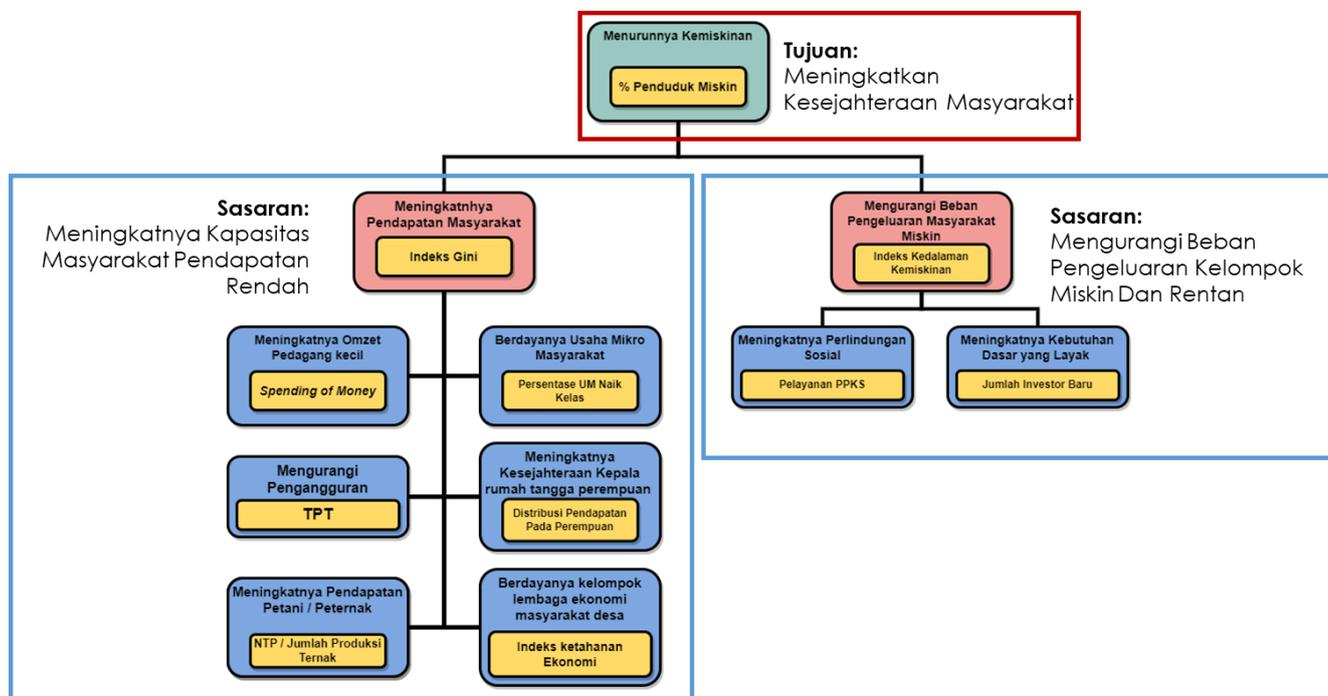 Menurunnya Kemiskinan
% Penduduk Miskin
Tujuan:
Meningkatkan
Kesejahteraan Masyarakat
Sasaran:
Meningkatnya Kapasitas
Masyarakat Pendapatan
Rendah
Meningkatnhya
Pendapatan Masyarakat
Indeks Gini
Mengurangi Beban
Pengeluaran Masyarakat
Miskin
Indeks Kedalaman
Kemiskinan
Sasaran:
Mengurangi Beban
Pengeluaran Kelompok
Miskin Dan Rentan
Meningkatnya Omzet
Pedagang kecil
Spending of Money
Berdayanya Usaha Mikro
Masyarakat
Persentase UM Naik
Kelas
Meningkatnya Perlindungan
Sosial
Pelayanan PPKS
Meningkatnya Kebutuhan
Dasar yang Layak
Jumlah Investor Baru
Mengurangi
Pengangguran
TPT
Meningkatnya
Kesejahteraan Kepala
rumah tangga perempuan
Distribusi Pendapatan
Pada Perempuan
Meningkatnya Pendapatan
Petani / Peternak
NTP / Jumlah Produksi
Ternak
Berdayanya kelompok
lembaga ekonomi
masyarakat desa
Indeks ketahanan
Ekonomi